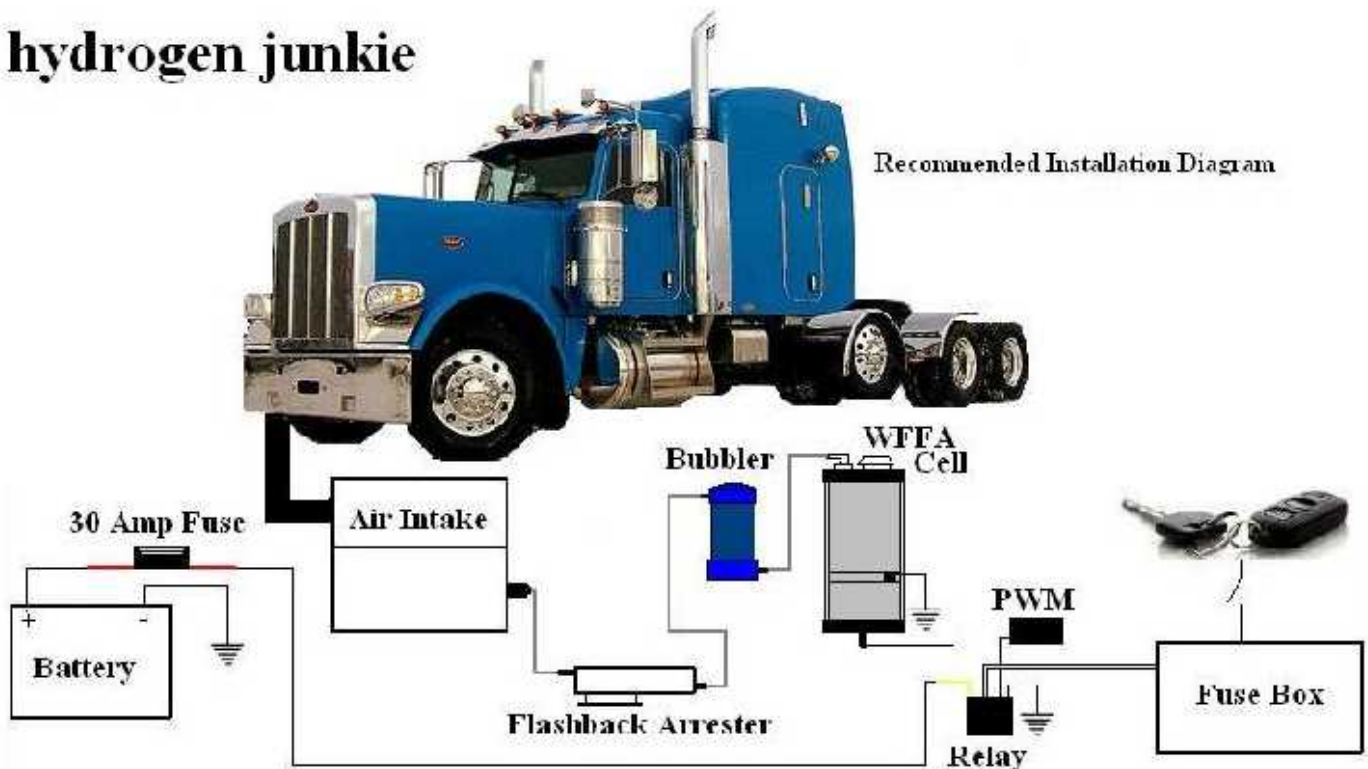 hydrogen junkie
Recommended Installation Diagram
WFFA
Cell
Bubbler
30 Amp Fuse
Air Intake
PWM
+ -
Battery
Fuse Box
Flashback Arrester
Relay